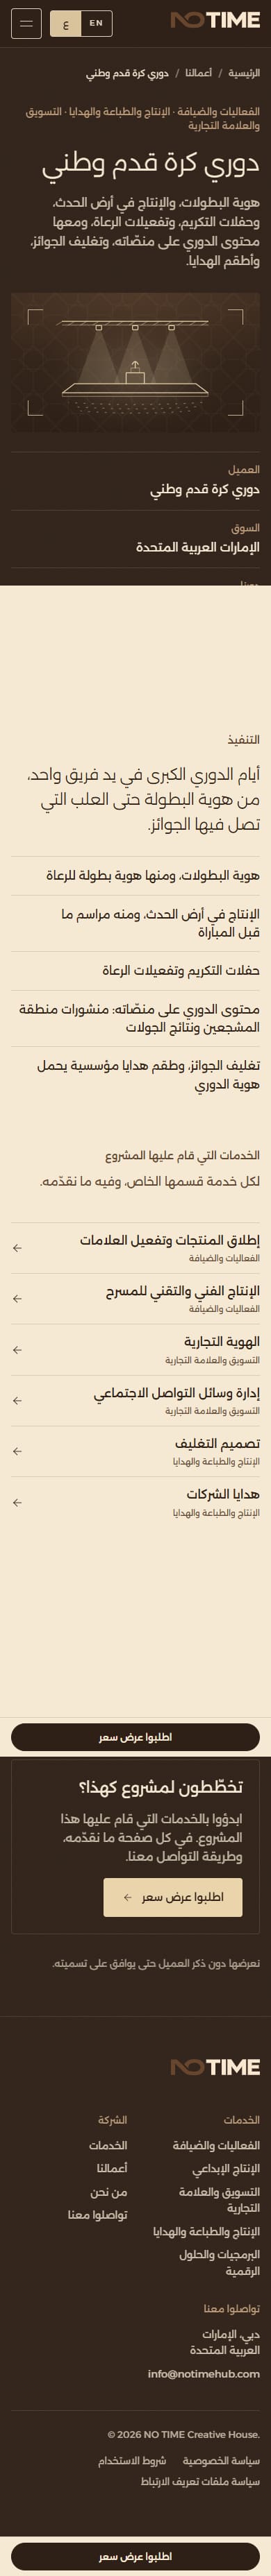 NO TIME
ع EN
الرئيسية / أعمالنا / دوري كرة قدم وطني
الفعاليات والضيافة · الإنتاج والطباعة والهدايا · التسويق
والعلامة التجارية
دوري كرة قدم وطني
هوية البطولات، والإنتاج في أرض الحدث،
وحفلات التكريم، وتفعيلات الرعاة، ومعها
محتوى الدوري على منصّاته، وتغليف الجوائز،
وأطقم الهدايا.
العميل
دوري كرة قدم وطني
السوق
الإمارات العربية المتحدة
التنفيذ
أيام الدوري الكبرى في يد فريق واحد،
من هوية البطولة حتى العلب التي
تصل فيها الجوائز.
هوية البطولات، ومنها هوية بطولة للرعاة
الإنتاج في أرض الحدث، ومنه مراسم ما
قبل المباراة
حفلات التكريم وتفعيلات الرعاة
محتوى الدوري على منصّاته: منشورات منطقة
المشجعين ونتائج الجولات
تغليف الجوائز، وطقم هدايا مؤسسية يحمل
هوية الدوري
الخدمات التي قام عليها المشروع
لكل خدمة قسمها الخاص، وفيه ما نقدّمه.
إطلاق المنتجات وتفعيل العلامات
الفعاليات والضيافة
الإنتاج الفني والتقني للمسرح
الفعاليات والضيافة
الهوية التجارية
التسويق والعلامة التجارية
إدارة وسائل التواصل الاجتماعي
التسويق والعلامة التجارية
تصميم التغليف
الإنتاج والطباعة والهدايا
هدايا الشركات
الإنتاج والطباعة والهدايا
اطلبوا عرض سعر
تخطّطون لمشروع كهذا؟
ابدؤوا بالخدمات التي قام عليها هذا
المشروع. في كل صفحة ما نقدّمه،
وطريقة التواصل معنا.
اطلبوا عرض سعر
نعرضها دون ذكر العميل حتى يوافق على تسميته.
NO TIME
الخدمات
الفعاليات والضيافة
الإنتاج الإبداعي
التسويق والعلامة
التجارية
الإنتاج والطباعة والهدايا
البرمجيات والحلول
الرقمية
الشركة
الخدمات
أعمالنا
من نحن
تواصلوا معنا
تواصلوا معنا
دبي، الإمارات
العربية المتحدة
info@notimehub.com
© 2026 NO TIME Creative House.
سياسة الخصوصية شروط الاستخدام
سياسة ملفات تعريف الارتباط
اطلبوا عرض سعر